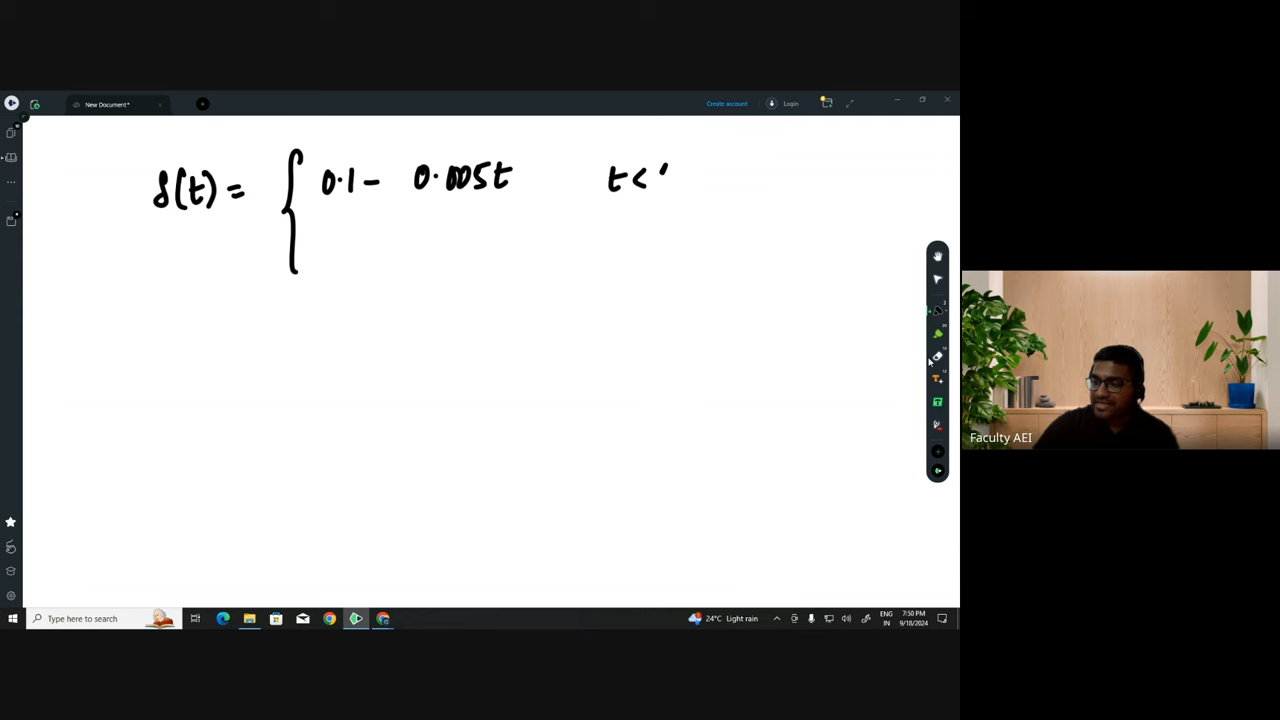 New Document*
Create account
Login
δ(t) = { 0.1 - 0.005t t <
Faculty AEI
Type here to search
24°C Light rain
ENG
IN
7:50 PM
9/18/2024